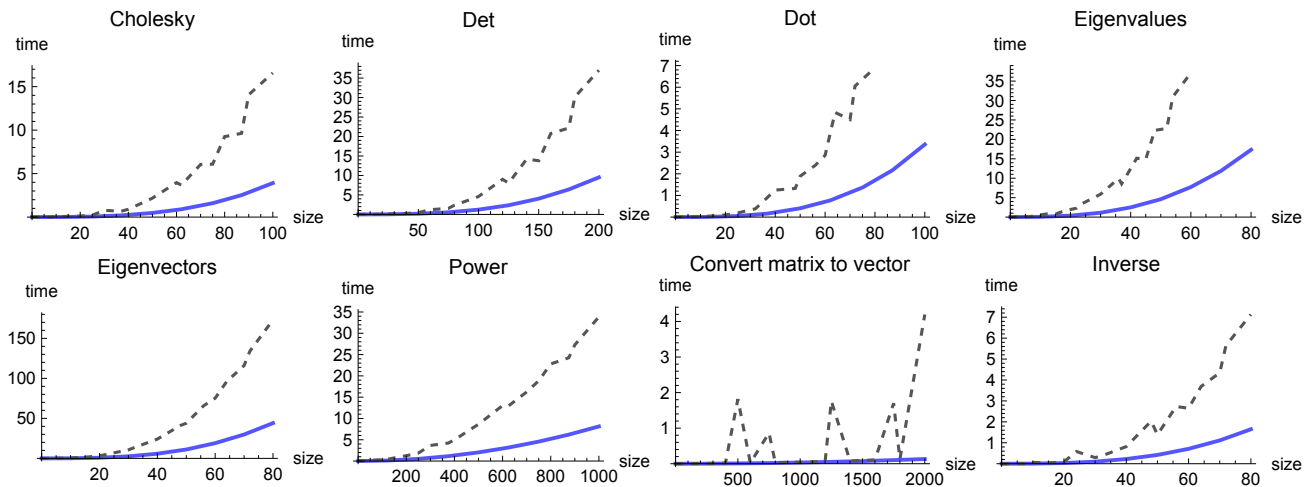 Cholesky
time
15
10
5
20 40 60 80 100
size
Det
time
35
30
25
20
15
10
5
50 100 150 200
size
Dot
time
7
6
5
4
3
2
1
20 40 60 80 100
size
Eigenvalues
time
35
30
25
20
15
10
5
20 40 60 80
size
Eigenvectors
time
150
100
50
20 40 60 80
size
Power
time
35
30
25
20
15
10
5
200 400 600 800 1000
size
Convert matrix to vector
time
4
3
2
1
500 1000 1500 2000
size
Inverse
time
7
6
5
4
3
2
1
20 40 60 80
size